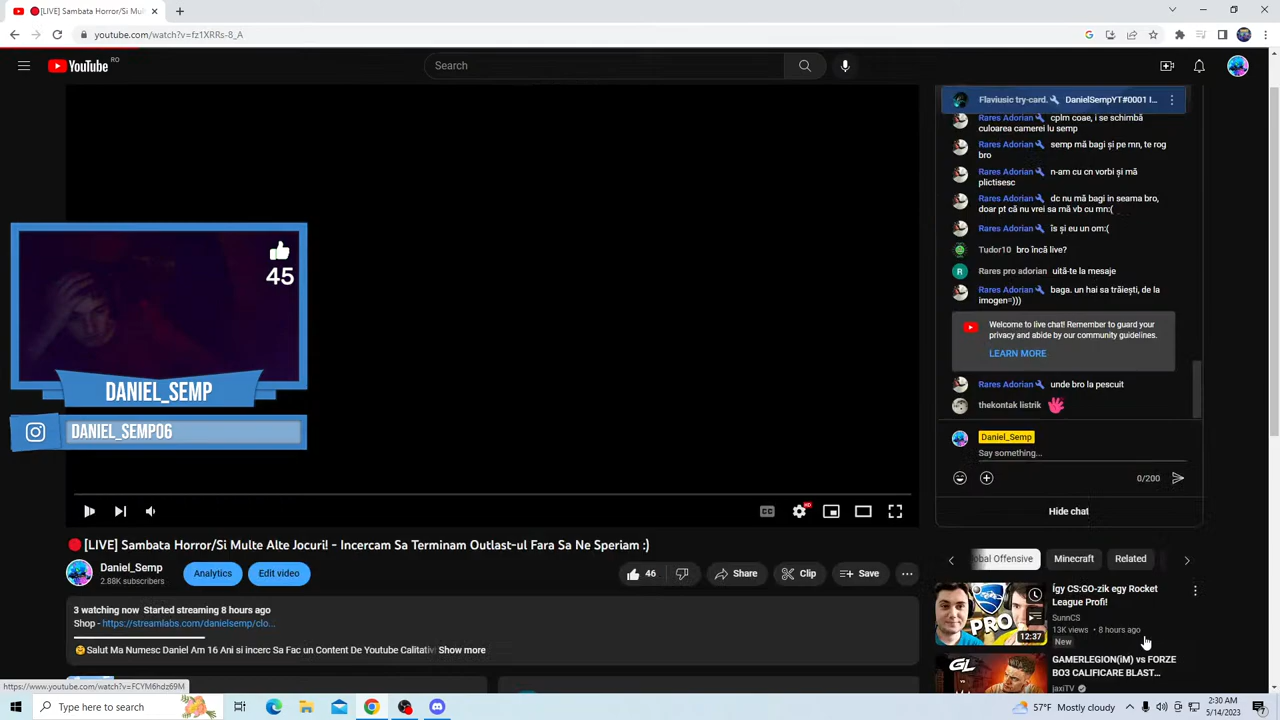 [LIVE] Sambata Horror/Si Mul
youtube.com/watch?v=fz1XRRs-8_A
YouTube RO
Search
Flaviusic try-card. DanielSempYT#0001 I...
Rares Adorian cplm coae, i se schimbă
culoarea camerei lu semp
Rares Adorian semp mă bagi și pe mn, te rog
bro
Rares Adorian n-am cu cn vorbi și mă
plictisesc
Rares Adorian dc nu mă bagi in seama bro,
doar pt că nu vrei sa mă vb cu mn:(
Rares Adorian îs și eu un om:(
Tudor10 bro încă live?
R Rares pro adorian uită-te la mesaje
Rares Adorian baga. un hai sa trăiești, de la
imogen=)))
Welcome to live chat! Remember to guard your
privacy and abide by our community guidelines.
LEARN MORE
Rares Adorian unde bro la pescuit
thekontak listrik
Daniel_Semp
Say something...
0/200
Hide chat
45
DANIEL_SEMP
DANIEL_SEMP06
CC
HD
[LIVE] Sambata Horror/Si Multe Alte Jocuri! - Incercam Sa Terminam Outlast-ul Fara Sa Ne Speriam :)
Daniel_Semp
2.88K subscribers
Analytics
Edit video
46
Share
Clip
Save
3 watching now Started streaming 8 hours ago
Shop - https://streamlabs.com/danielsemp/clo...
Salut Ma Numesc Daniel Am 16 Ani si incerc Sa Fac un Content De Youtube Calitativ Show more
obal Offensive
Minecraft
Related
PRO
12:37
Így CS:GO-zik egy Rocket
League Profi!
SunnCS
13K views • 8 hours ago
New
GL
GAMERLEGION(IM) vs FORZE
BO3 CALIFICARE BLAST...
jaxiTV
https://www.youtube.com/watch?v=FCYM6hdz69M
Type here to search
57°F Mostly cloudy
2:30 AM
5/14/2023
7